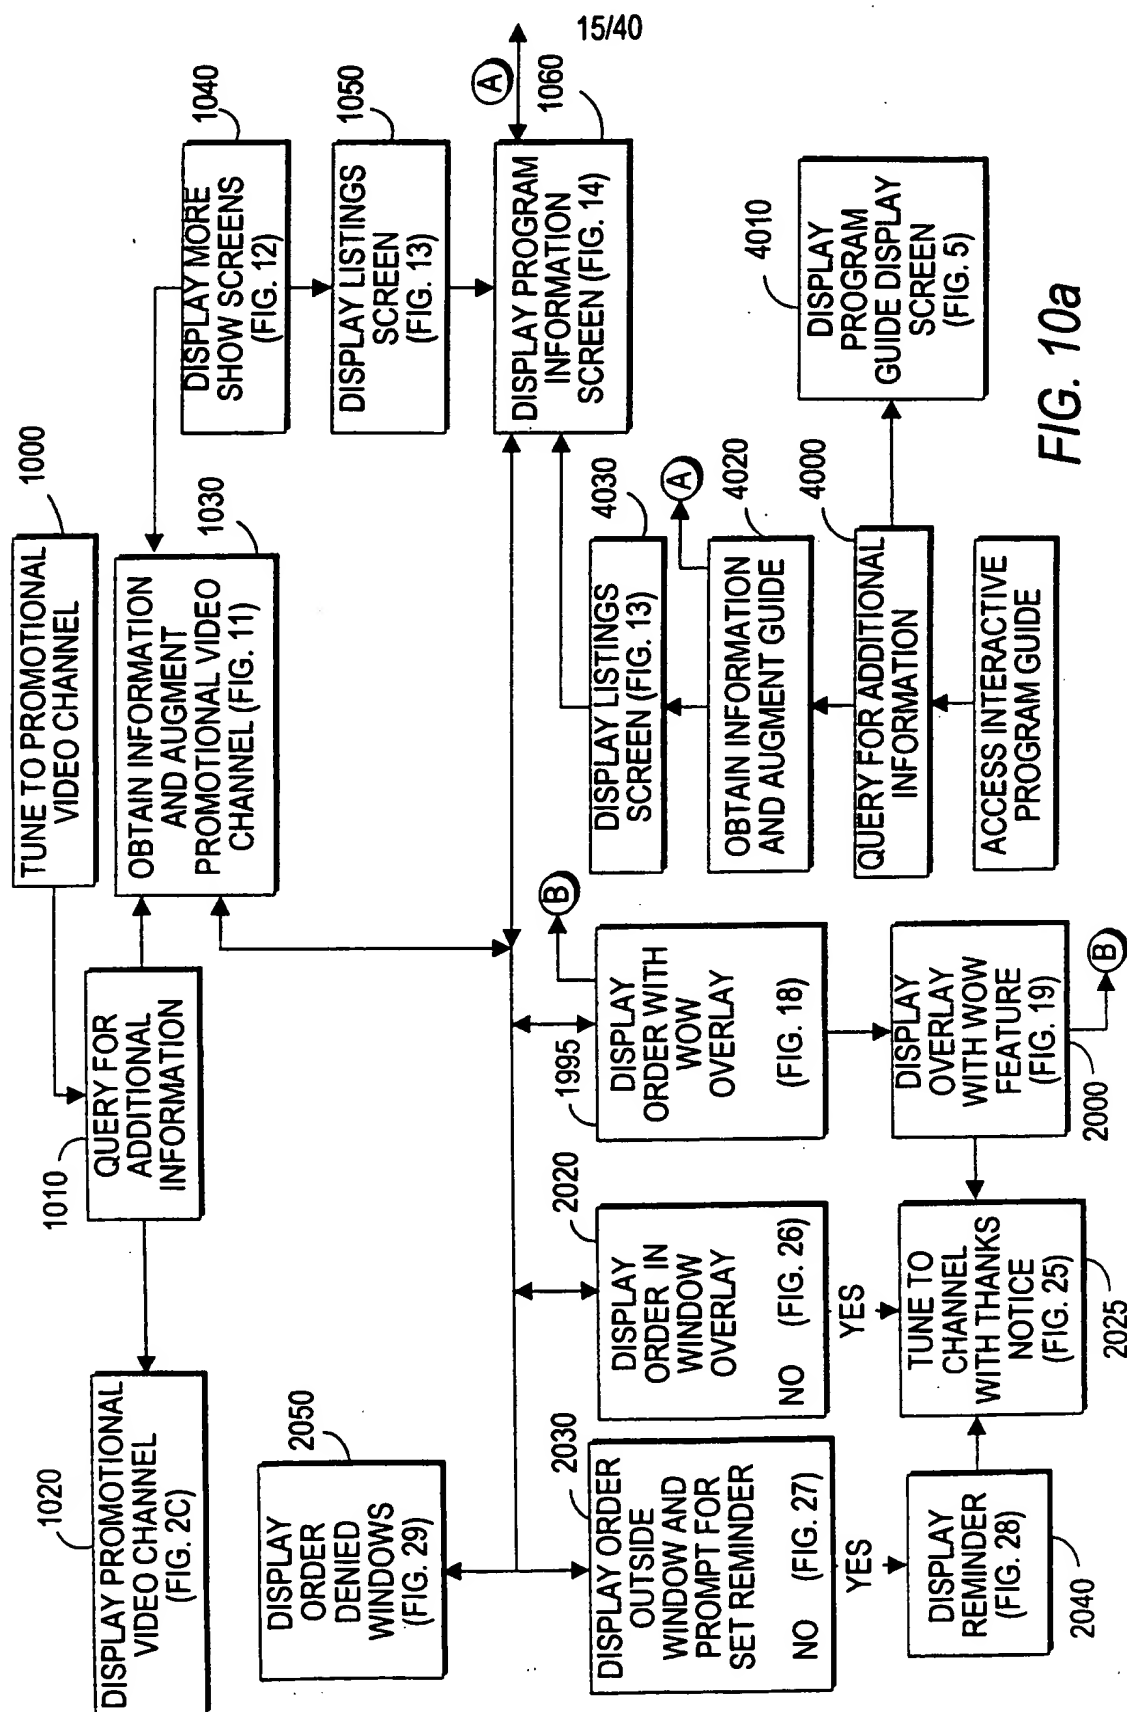 15/40
TUNE TO PROMOTIONAL
VIDEO CHANNEL
1000
1010
QUERY FOR
ADDITIONAL
INFORMATION
1020
DISPLAY PROMOTIONAL
VIDEO CHANNEL
(FIG. 2C)
OBTAIN INFORMATION
AND AUGMENT
PROMOTIONAL VIDEO
CHANNEL (FIG. 11)
1030
DISPLAY MORE
SHOW SCREENS
(FIG. 12)
1040
DISPLAY LISTINGS
SCREEN
(FIG. 13)
1050
DISPLAY PROGRAM
INFORMATION
SCREEN (FIG. 14)
1060
A
DISPLAY
ORDER
DENIED
WINDOWS
(FIG. 29)
2050
DISPLAY ORDER
OUTSIDE
WINDOW AND
PROMPT FOR
SET REMINDER
NO (FIG. 27)
2030
YES
DISPLAY
REMINDER
(FIG. 28)
2040
DISPLAY
ORDER IN
WINDOW
OVERLAY
NO (FIG. 26)
2020
YES
TUNE TO
CHANNEL
WITH THANKS
NOTICE
(FIG. 25)
2025
1995
DISPLAY
ORDER WITH
WOW
OVERLAY
(FIG. 18)
B
DISPLAY
OVERLAY
WITH WOW
FEATURE
(FIG. 19)
2000
B
DISPLAY LISTINGS
SCREEN (FIG. 13)
4030
OBTAIN INFORMATION
AND AUGMENT GUIDE
4020
A
QUERY FOR ADDITIONAL
INFORMATION
4000
ACCESS INTERACTIVE
PROGRAM GUIDE
DISPLAY
PROGRAM
GUIDE DISPLAY
SCREEN
(FIG. 5)
4010
FIG. 10a